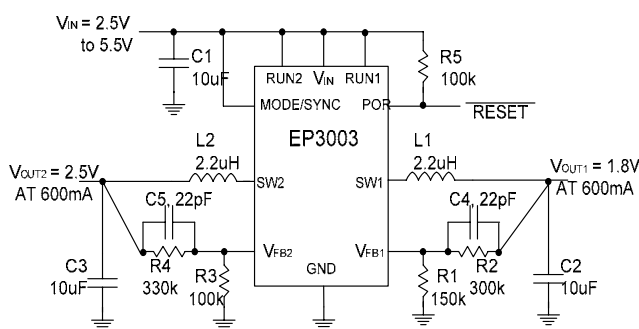 VIN = 2.5V
to 5.5V
C1
10uF
RUN2
VIN
RUN1
R5
100k
MODE/SYNC
POR
RESET
EP3003
L2
2.2uH
L1
2.2uH
VOUT2 = 2.5V
AT 600mA
SW2
SW1
VOUT1 = 1.8V
AT 600mA
C5, 22pF
C4, 22pF
VFB2
VFB1
GND
C3
10uF
R4
330k
R3
100k
R1
150k
R2
300k
C2
10uF